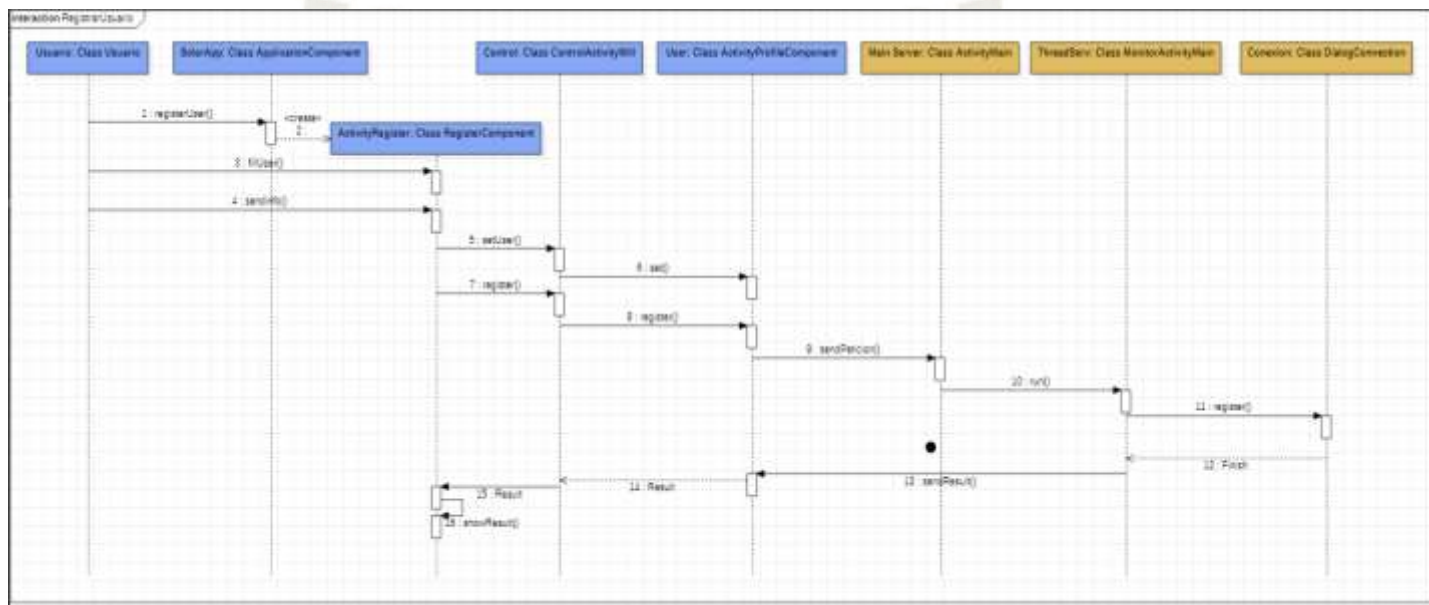 interaction RegistrarUsuario
Usuario: Class Usuario
Class ApplicationComponent
Control: Class
User: Class ActivityProfileComponent
Main Server: Class ActivityMain
ThreadServ: Class MonitorActivityMain
Conexion: Class DialogConnection
1 : registerUser()
«create»
2 :
ActivityRegister: Class RegisterComponent
3 : fillUser()
4 : sendInfo()
5 : setUser()
6 : set()
7 : register()
8 : register()
9 : sendPeticion()
10 : run()
11 : register()
12 : Finish
13 : sendResult()
14 : Result
15 : Result
16 : showResult()